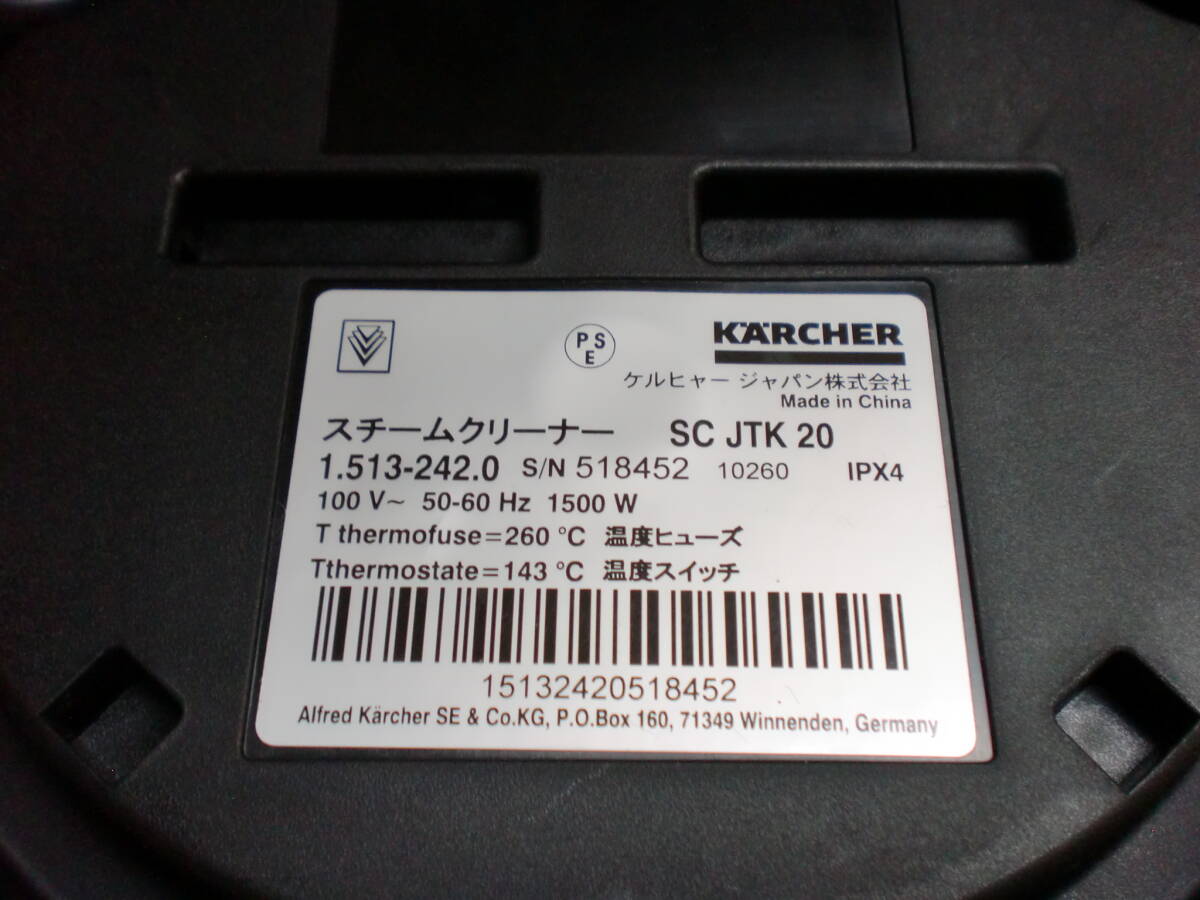 P S
E
KÄRCHER
ケルヒャー ジャパン株式会社
Made in China
スチームクリーナー SC JTK 20
1.513-242.0 S/N 518452 10260 IPX4
100 V~ 50-60 Hz 1500 W
T thermofuse=260 °C 温度ヒューズ
Tthermostate=143 °C 温度スイッチ
15132420518452
Alfred Kärcher SE & Co.KG, P.O.Box 160, 71349 Winnenden, Germany